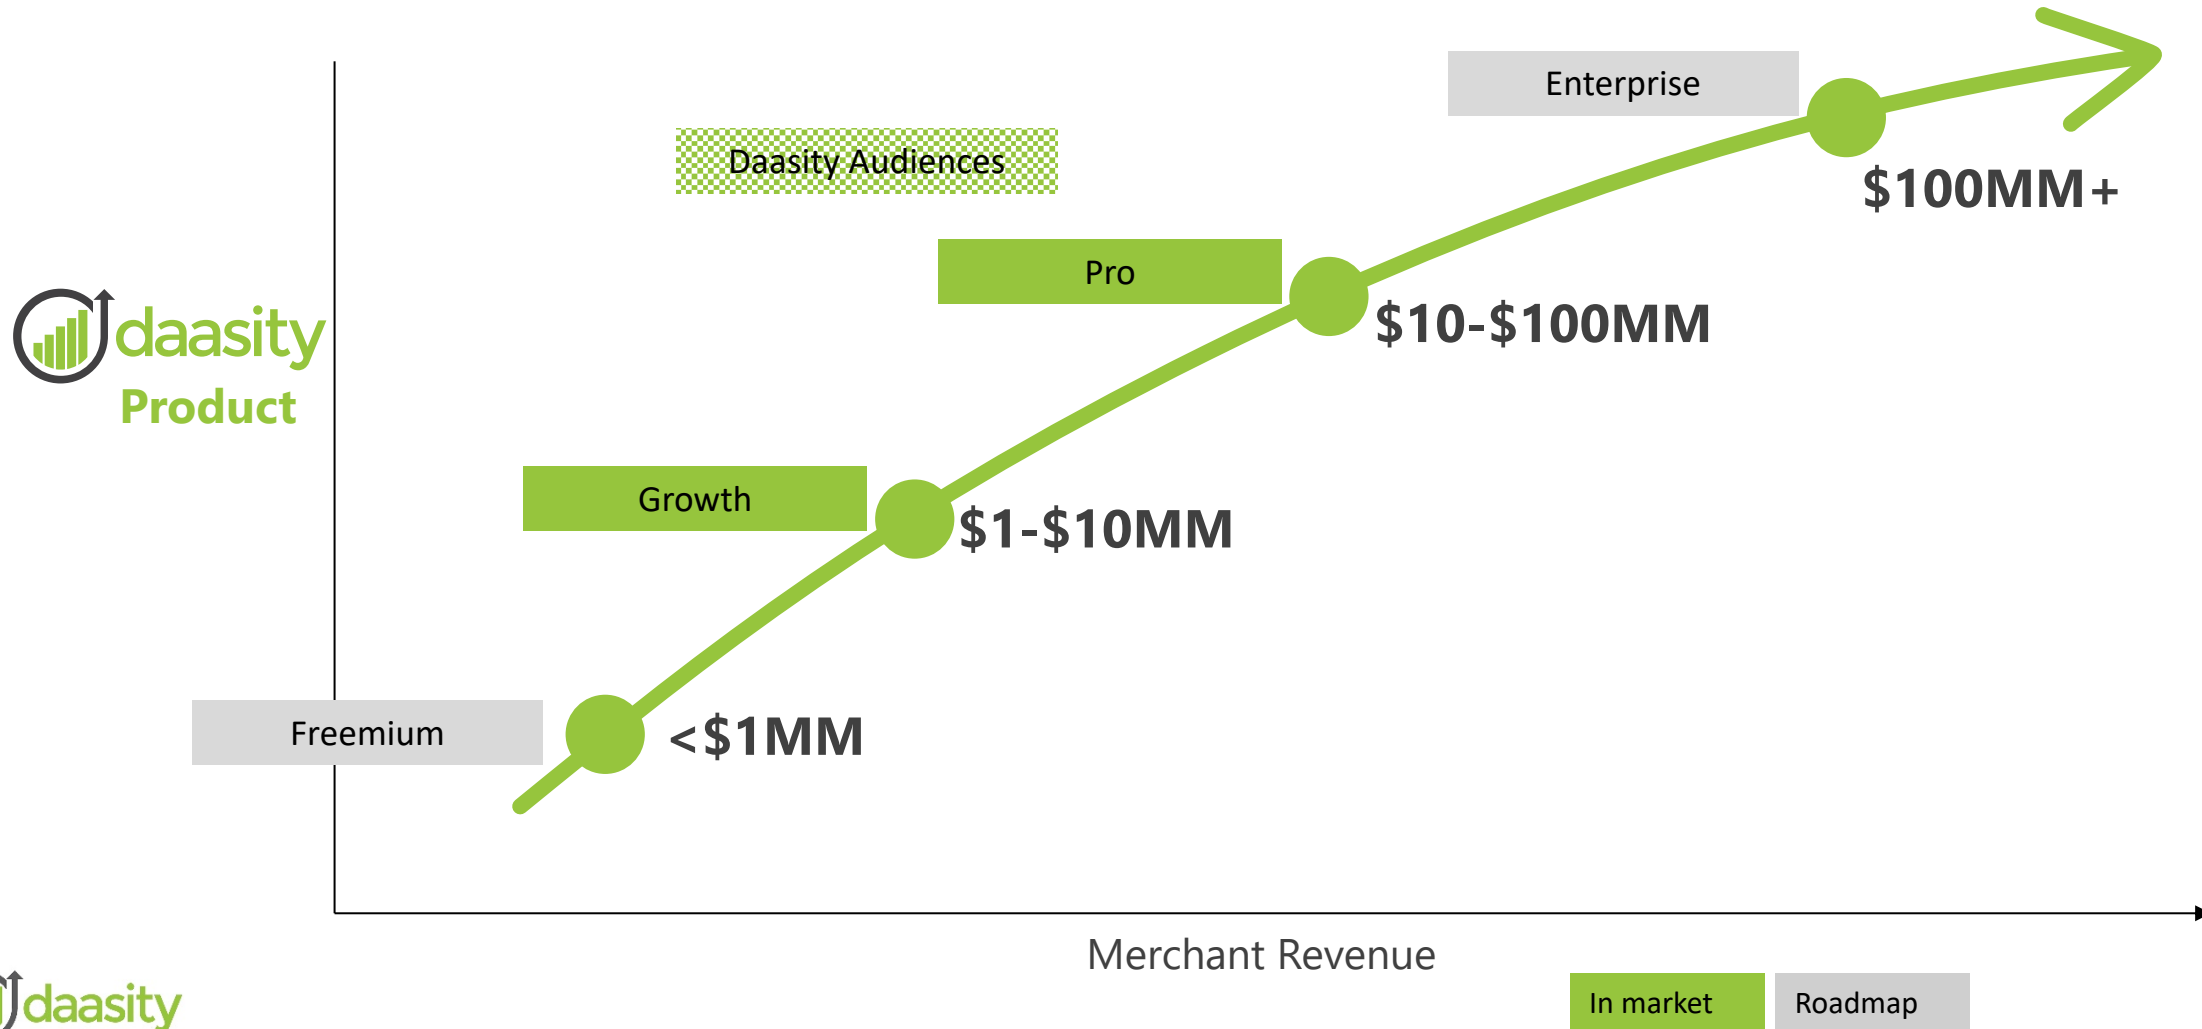 Enterprise
Daasity Audiences
$100MM+
Pro
daasity
$10-$100MM
Product
Growth
$1-$10MM
Freemium
<$1MM
Merchant Revenue
daasity
In market
Roadmap